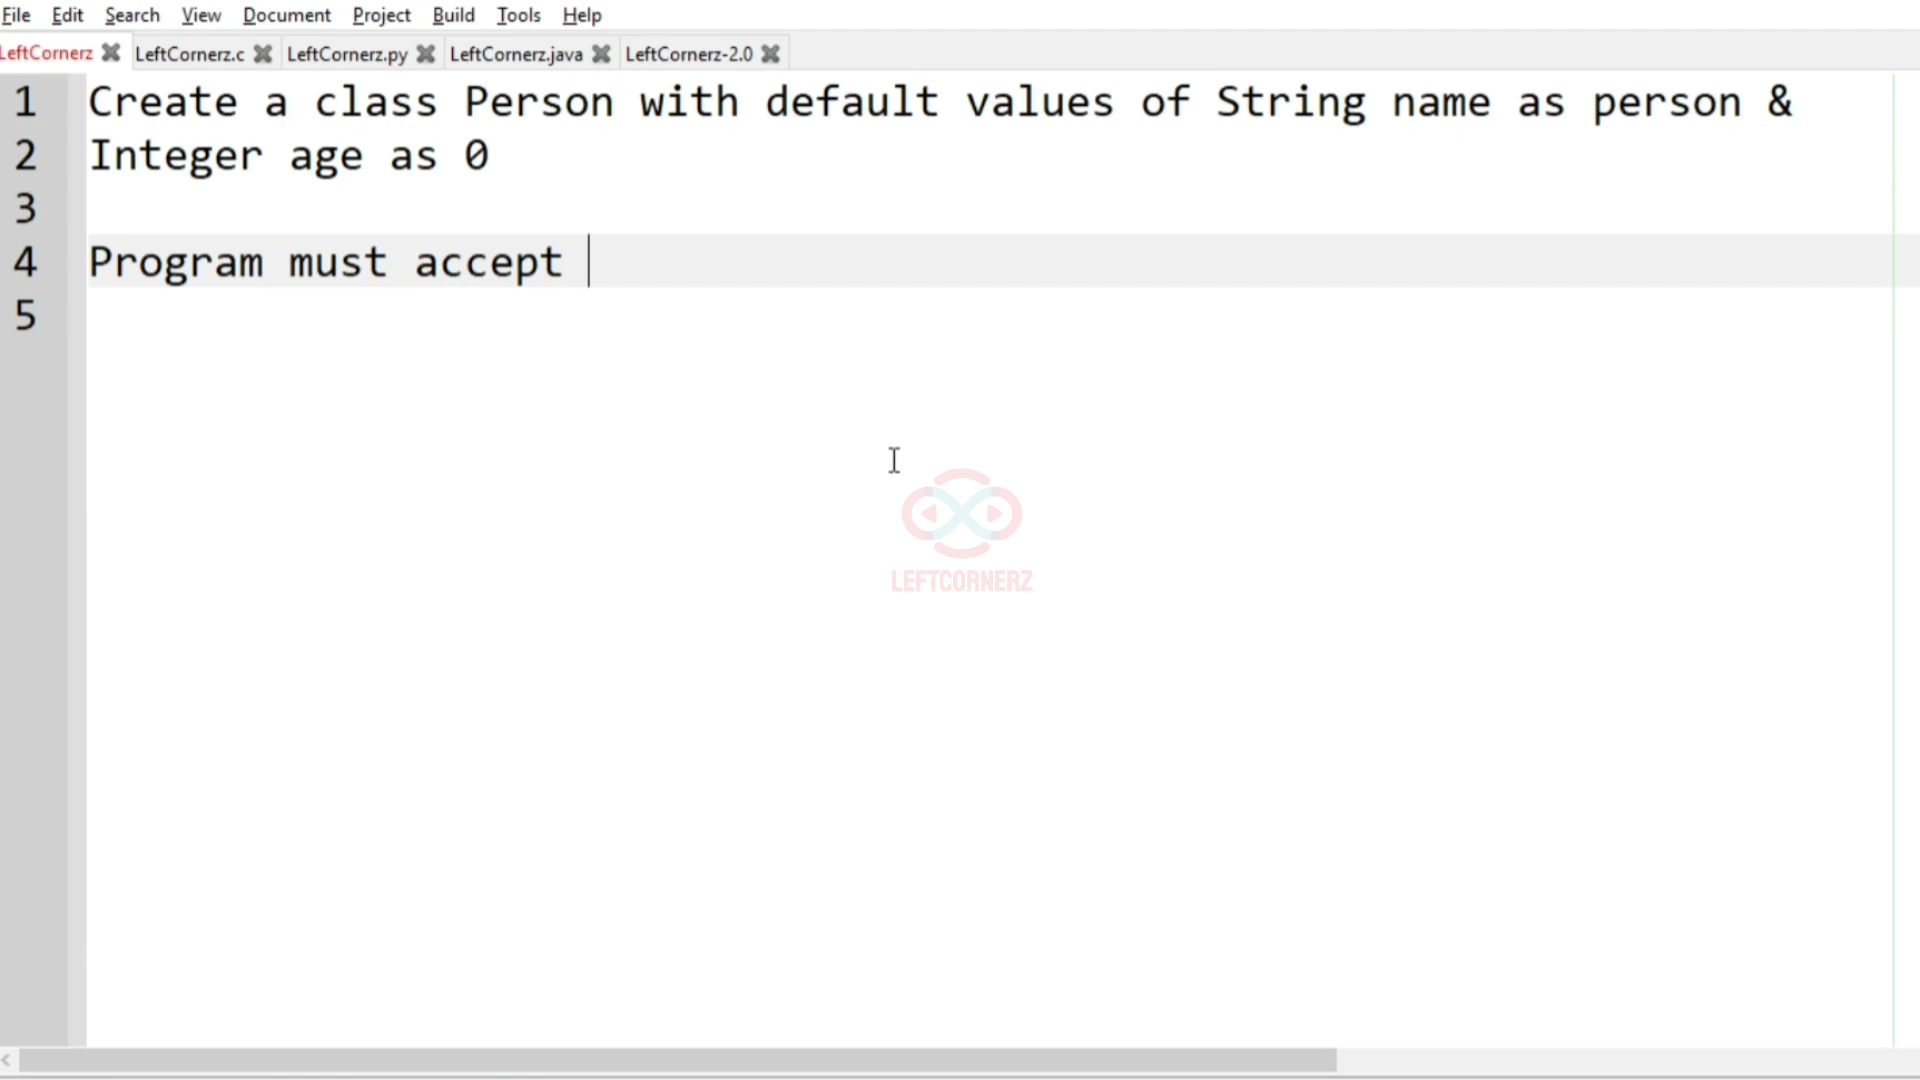 File Edit Search View Document Project Build Tools Help
LeftCornerz LeftCornerz.c LeftCornerz.py LeftCornerz.java LeftCornerz-2.0
1 Create a class Person with default values of String name as person &
2 Integer age as 0
3
4 Program must accept
5
LEFTCORNERZ